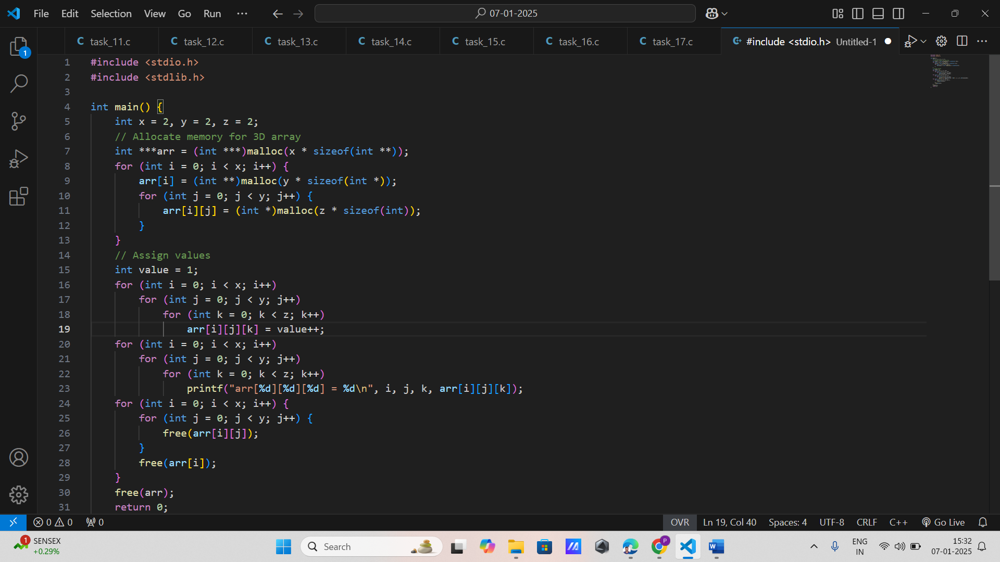 File Edit Selection View Go Run ··· 07-01-2025
task_11.c task_12.c task_13.c task_14.c task_15.c task_16.c task_17.c #include <stdio.h> Untitled-1
1
1 #include <stdio.h>
2 #include <stdlib.h>
3
4 int main() {
5 int x = 2, y = 2, z = 2;
6 // Allocate memory for 3D array
7 int ***arr = (int ***)malloc(x * sizeof(int **));
8 for (int i = 0; i < x; i++) {
9 arr[i] = (int **)malloc(y * sizeof(int *));
10 for (int j = 0; j < y; j++) {
11 arr[i][j] = (int *)malloc(z * sizeof(int));
12 }
13 }
14 // Assign values
15 int value = 1;
16 for (int i = 0; i < x; i++)
17 for (int j = 0; j < y; j++)
18 for (int k = 0; k < z; k++)
19 arr[i][j][k] = value++;
20 for (int i = 0; i < x; i++)
21 for (int j = 0; j < y; j++)
22 for (int k = 0; k < z; k++)
23 printf("arr[%d][%d][%d] = %d\n", i, j, k, arr[i][j][k]);
24 for (int i = 0; i < x; i++) {
25 for (int j = 0; j < y; j++) {
26 free(arr[i][j]);
27 }
28 free(arr[i]);
29 }
30 free(arr);
31 return 0;
0 0 0 OVR Ln 19, Col 40 Spaces: 4 UTF-8 CRLF C++ Go Live
1 SENSEX
+0.29%
Search
P
W
ENG
IN
15:32
07-01-2025